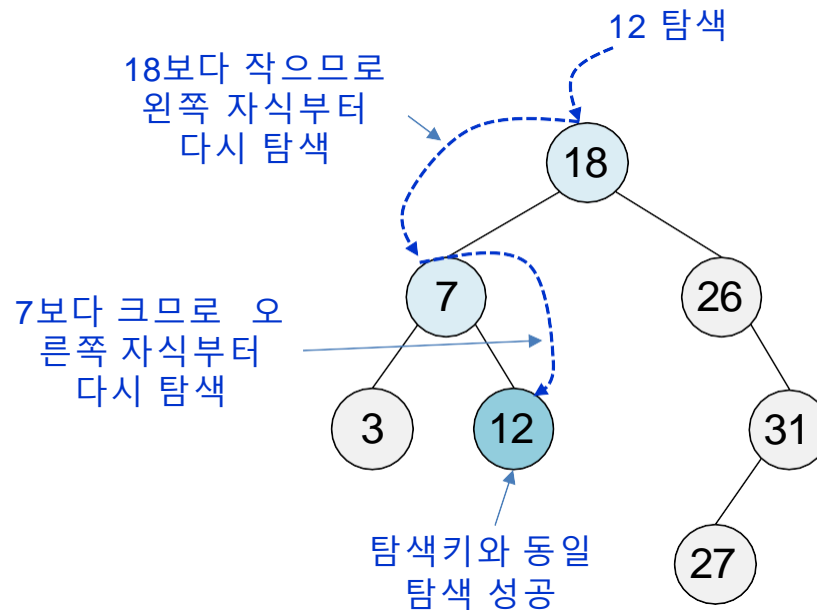 12 탐색
18보다 작으므로
왼쪽 자식부터
다시 탐색
18
7
26
7보다 크므로 오
른쪽 자식부터
다시 탐색
3
12
31
탐색키와 동일
탐색 성공
27